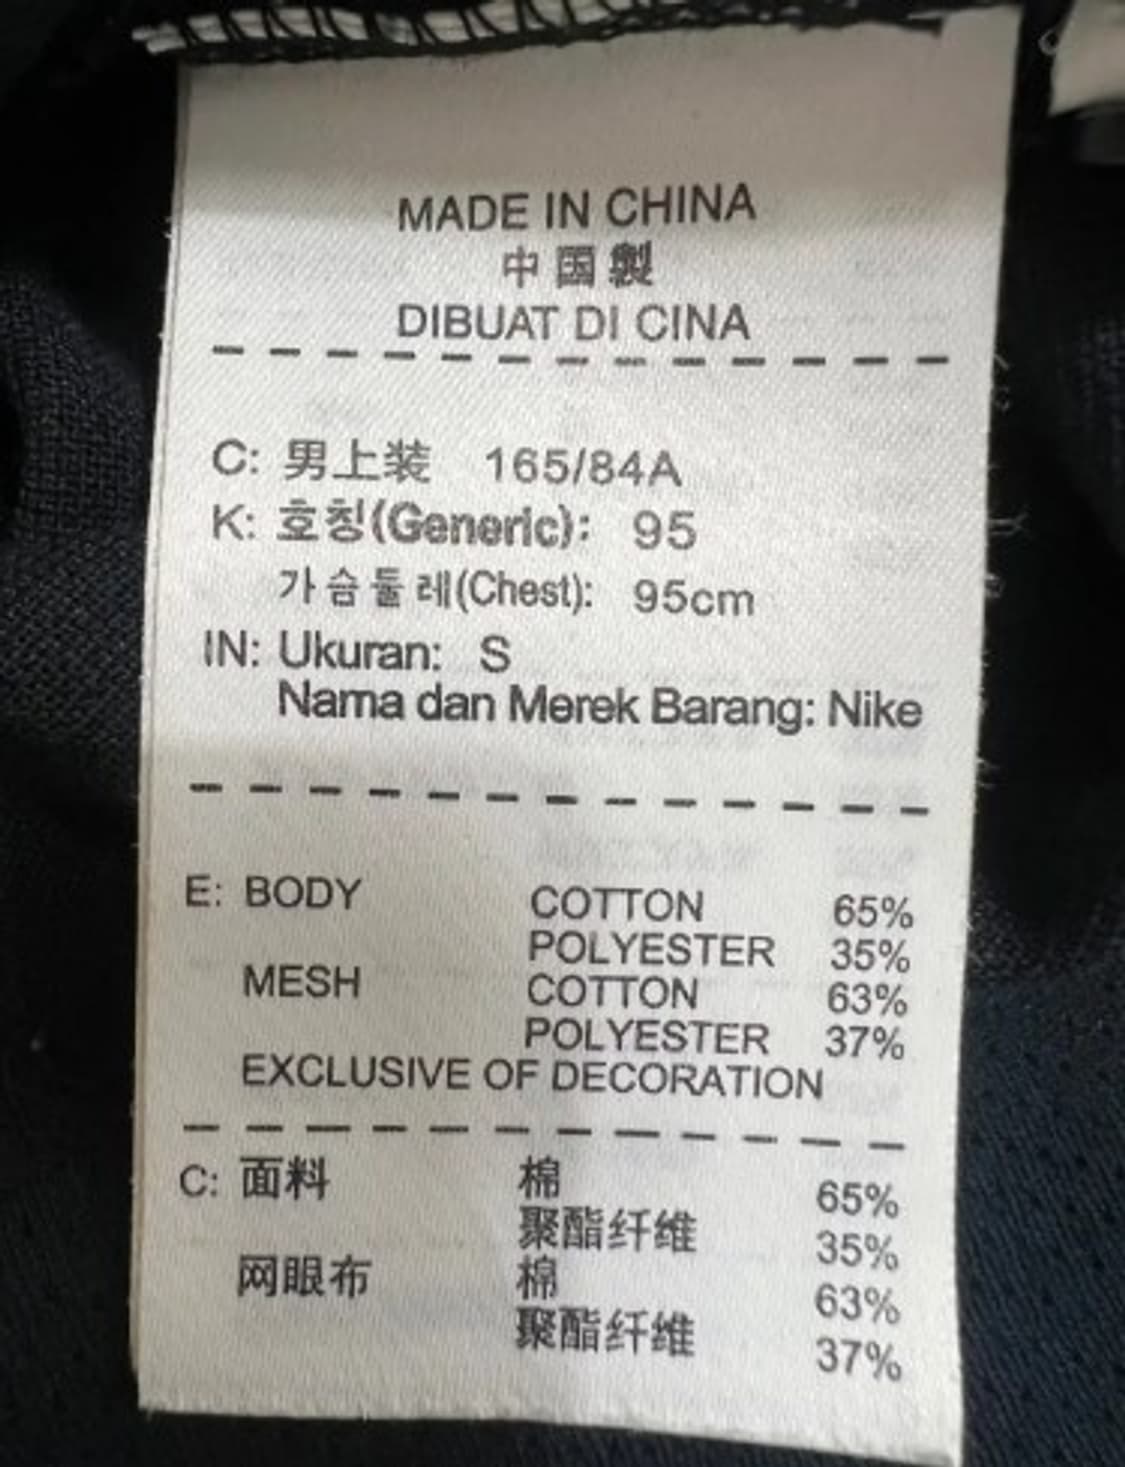 MADE IN CHINA
中国製
DIBUAT DI CINA
C: 男上装 165/84A
K: 호칭(Generic): 95
가슴둘레(Chest): 95cm
IN: Ukuran: S
Nama dan Merek Barang: Nike
E: BODY COTTON 65%
POLYESTER 35%
MESH COTTON 63%
POLYESTER 37%
EXCLUSIVE OF DECORATION
C: 面料 棉 65%
聚酯纤维 35%
网眼布 棉 63%
聚酯纤维 37%